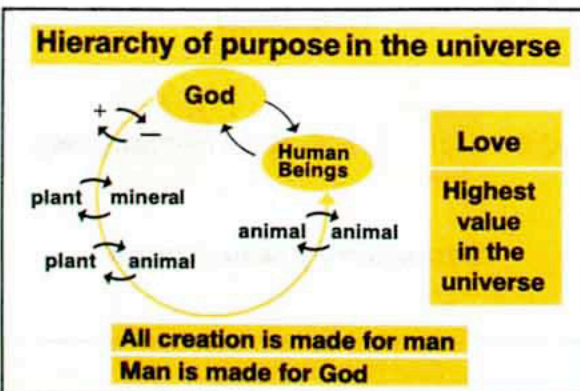 Hierarchy of purpose in the universe
God
+
−
Human
Beings
plant mineral
plant animal
animal animal
Love
Highest
value
in the
universe
All creation is made for man
Man is made for God